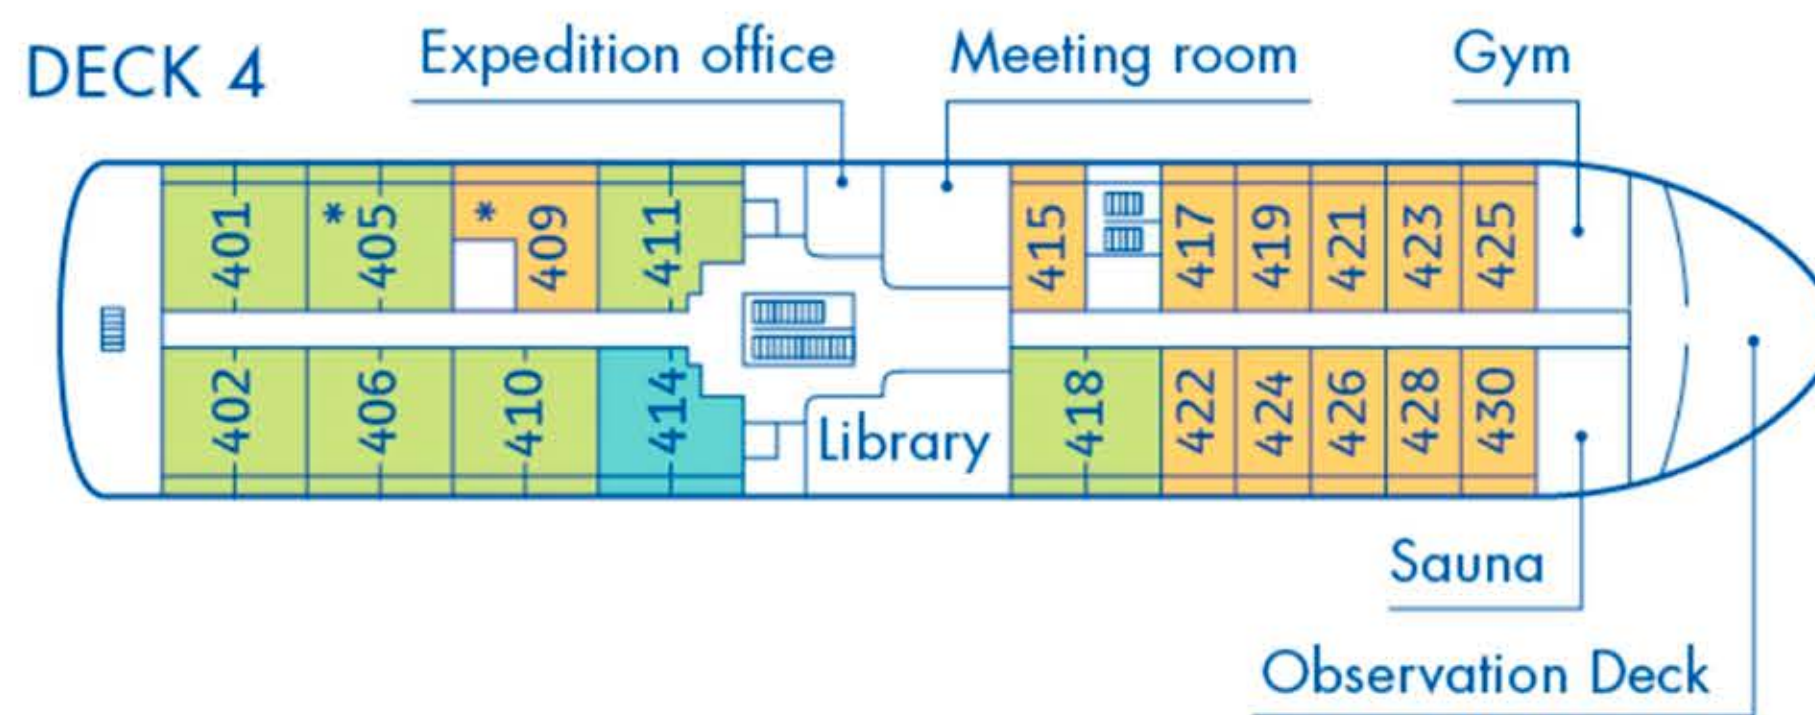 DECK 4
Expedition office
Meeting room
Gym
401
* 405
* 409
411
415
417
419
421
423
425
402
406
410
414
Library
418
422
424
426
428
430
Sauna
Observation Deck